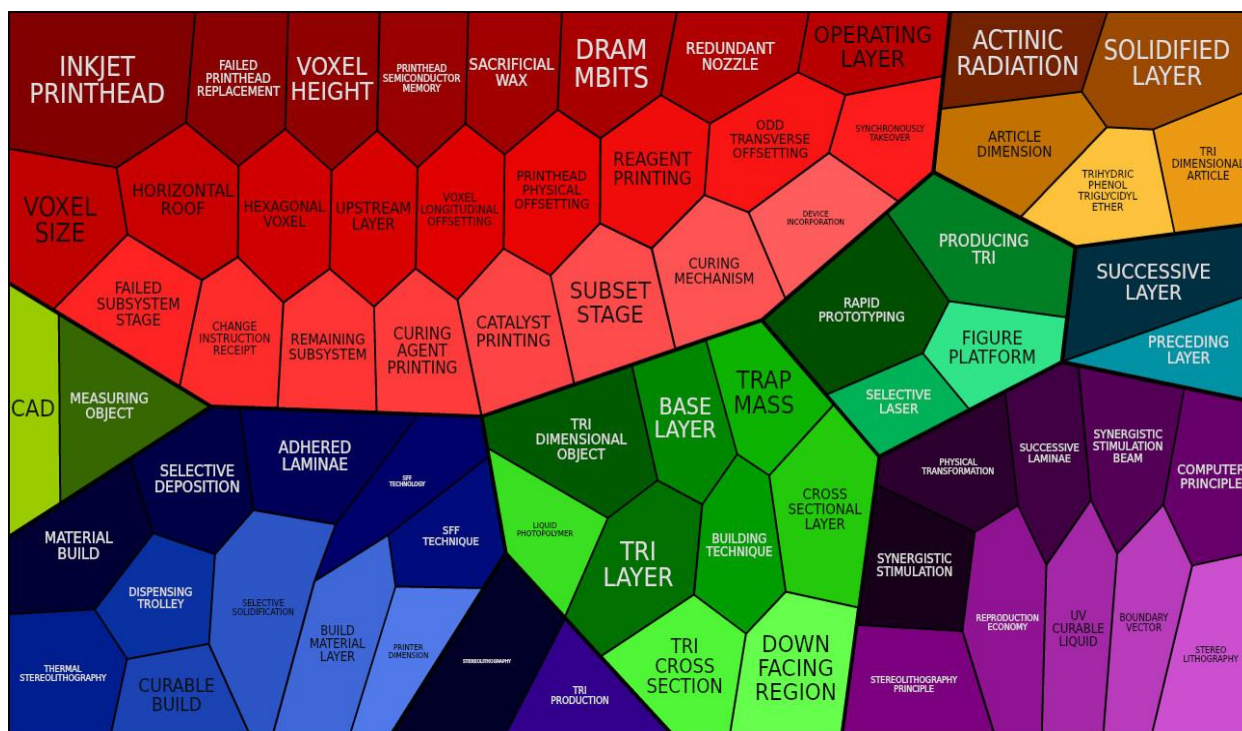 INKJET
PRINTHEAD
FAILED
PRINTHEAD
REPLACEMENT
VOXEL
HEIGHT
PRINTHEAD
SEMICONDUCTOR
MEMORY
SACRIFICIAL
WAX
DRAM
MBITS
REDUNDANT
NOZZLE
OPERATING
LAYER
ACTINIC
RADIATION
SOLIDIFIED
LAYER
VOXEL
SIZE
HORIZONTAL
ROOF
HEXAGONAL
VOXEL
UPSTREAM
LAYER
VOXEL
LONGITUDINAL
OFFSETTING
PRINTHEAD
PHYSICAL
OFFSETTING
REAGENT
PRINTING
ODD
TRANSVERSE
OFFSETTING
SYNCHRONOUSLY
TAKEOVER
ARTICLE
DIMENSION
TRIHYDRIC
PHENOL
TRIGLYCIDYL
ETHER
TRI
DIMENSIONAL
ARTICLE
FAILED
SUBSYSTEM
STAGE
CHANGE
INSTRUCTION
RECEIPT
REMAINING
SUBSYSTEM
CURING
AGENT
PRINTING
CATALYST
PRINTING
SUBSET
STAGE
CURING
MECHANISM
DEVICE
INCORPORATION
RAPID
PROTOTYPING
PRODUCING
TRI
FIGURE
PLATFORM
SELECTIVE
LASER
SUCCESSIVE
LAYER
PRECEDING
LAYER
CAD
MEASURING
OBJECT
SELECTIVE
DEPOSITION
ADHERED
LAMINAE
SFF
TECHNOLOGY
SFF
TECHNIQUE
MATERIAL
BUILD
DISPENSING
TROLLEY
SELECTIVE
SOLIDIFICATION
BUILD
MATERIAL
LAYER
PRINTER
DIMENSION
THERMAL
STEREOLITHOGRAPHY
CURABLE
BUILD
STEREOLITHOGRAPHY
TRI
PRODUCTION
TRI
DIMENSIONAL
OBJECT
BASE
LAYER
TRAP
MASS
LIQUID
PHOTOPOLYMER
TRI
LAYER
BUILDING
TECHNIQUE
CROSS
SECTIONAL
LAYER
TRI
CROSS
SECTION
DOWN
FACING
REGION
PHYSICAL
TRANSFORMATION
SUCCESSIVE
LAMINAE
SYNERGISTIC
STIMULATION
BEAM
COMPUTER
PRINCIPLE
SYNERGISTIC
STIMULATION
REPRODUCTION
ECONOMY
UV
CURABLE
LIQUID
BOUNDARY
VECTOR
STEREO
LITHOGRAPHY
STEREOLITHOGRAPHY
PRINCIPLE